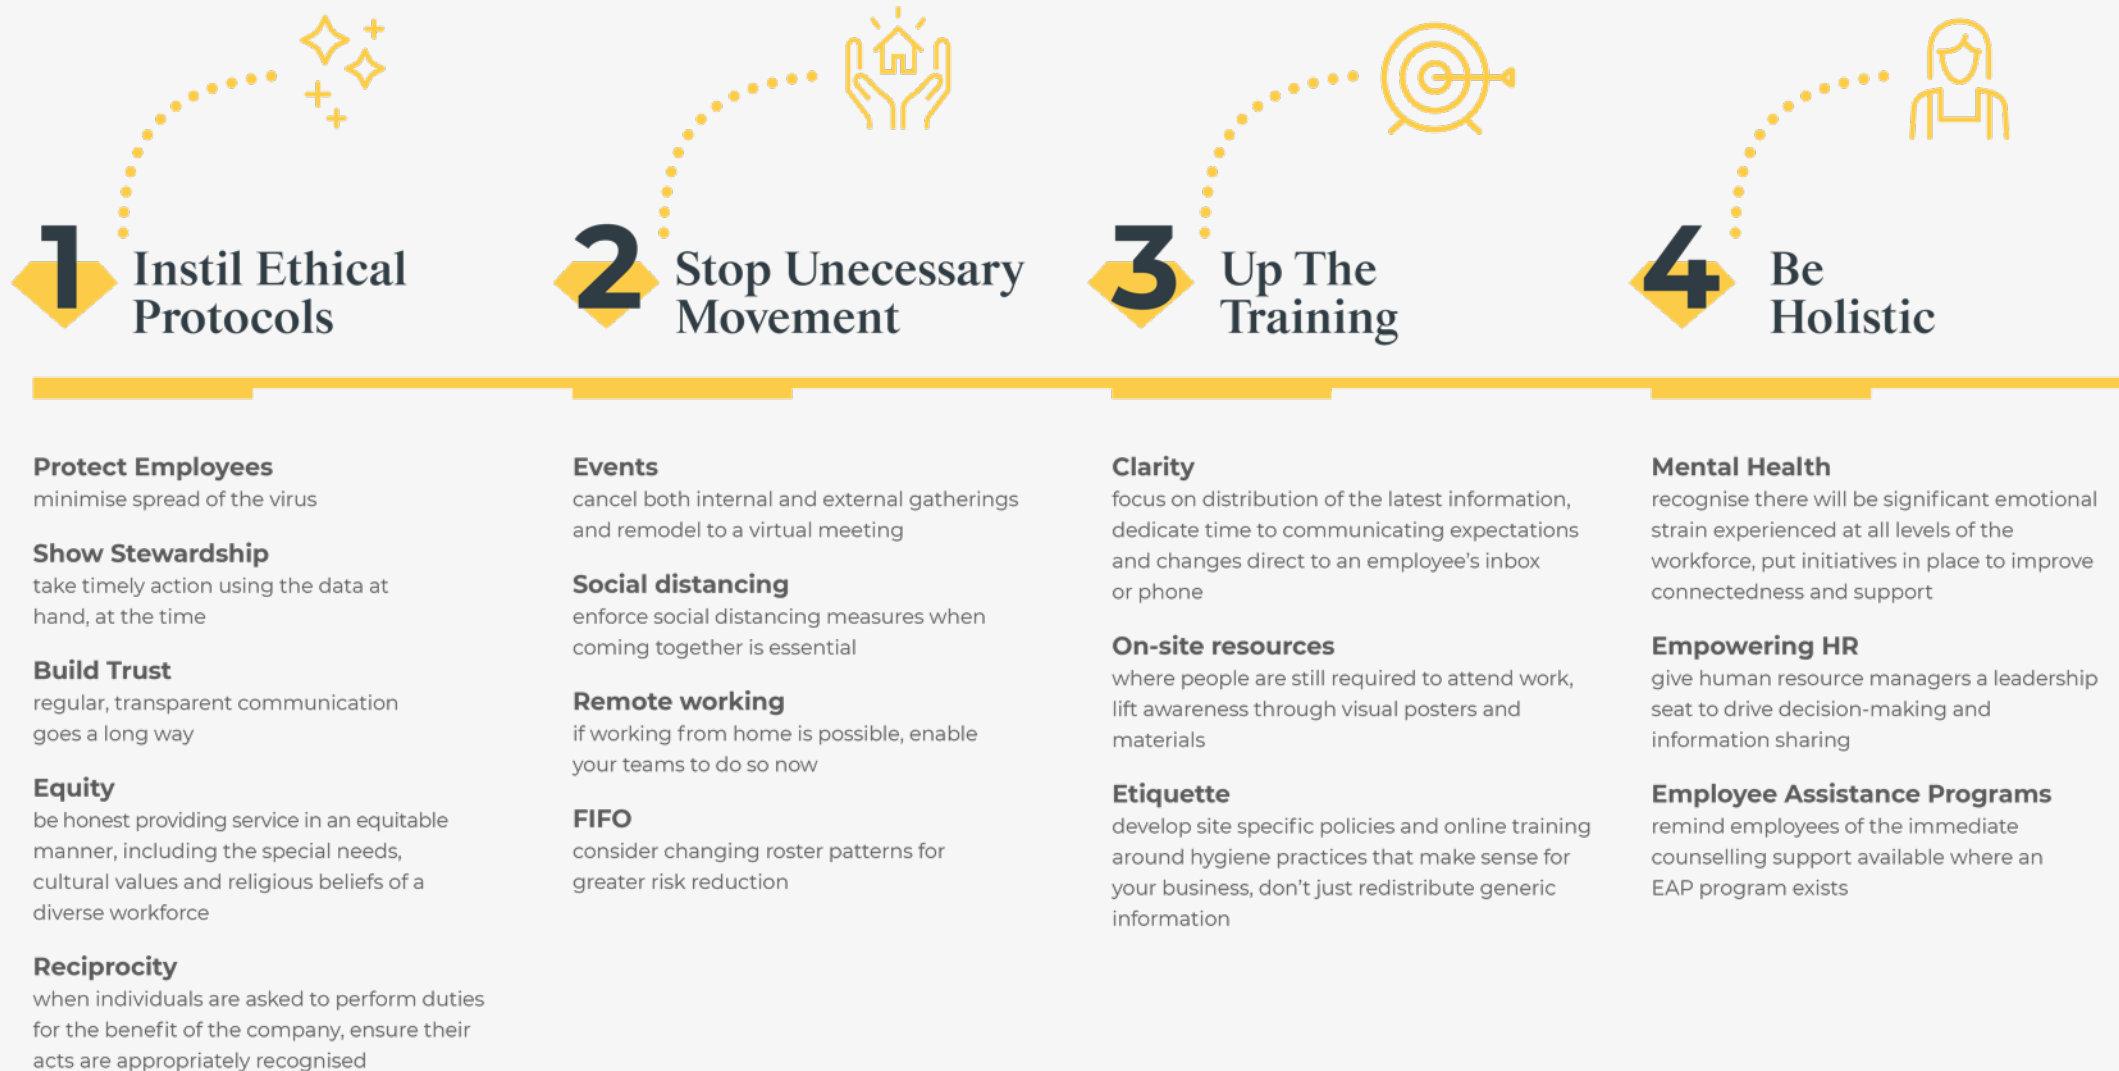 1
Instil Ethical
Protocols
Protect Employees
minimise spread of the virus
Show Stewardship
take timely action using the data at
hand, at the time
Build Trust
regular, transparent communication
goes a long way
Equity
be honest providing service in an equitable
manner, including the special needs,
cultural values and religious beliefs of a
diverse workforce
Reciprocity
when individuals are asked to perform duties
for the benefit of the company, ensure their
acts are appropriately recognised
2
Stop Unecessary
Movement
Events
cancel both internal and external gatherings
and remodel to a virtual meeting
Social distancing
enforce social distancing measures when
coming together is essential
Remote working
if working from home is possible, enable
your teams to do so now
FIFO
consider changing roster patterns for
greater risk reduction
3
Up The
Training
Clarity
focus on distribution of the latest information,
dedicate time to communicating expectations
and changes direct to an employee's inbox
or phone
On-site resources
where people are still required to attend work,
lift awareness through visual posters and
materials
Etiquette
develop site specific policies and online training
around hygiene practices that make sense for
your business, don't just redistribute generic
information
4
Be
Holistic
Mental Health
recognise there will be significant emotional
strain experienced at all levels of the
workforce, put initiatives in place to improve
connectedness and support
Empowering HR
give human resource managers a leadership
seat to drive decision-making and
information sharing
Employee Assistance Programs
remind employees of the immediate
counselling support available where an
EAP program exists